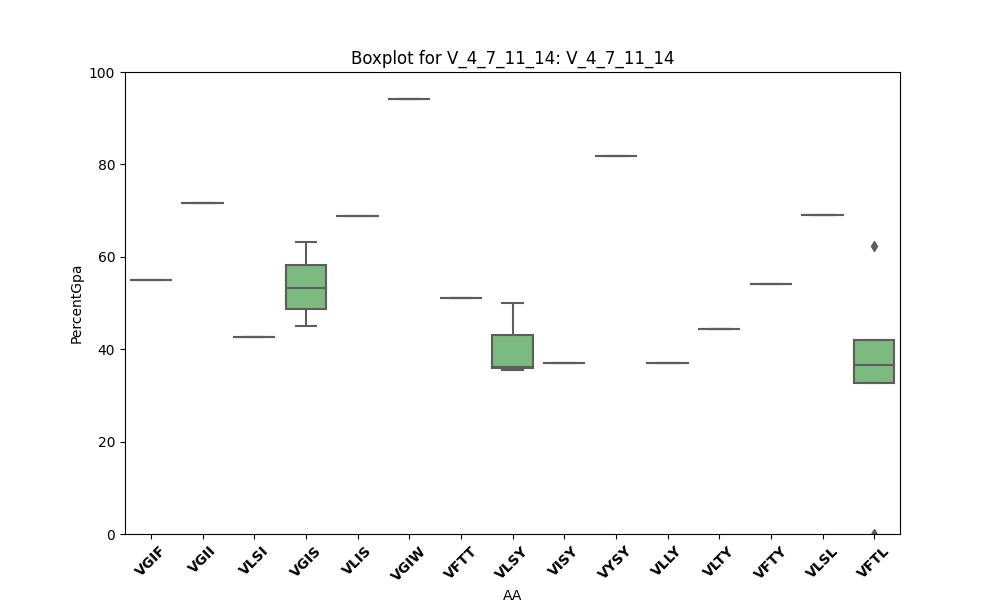 Boxplot for V_4_7_11_14: V_4_7_11_14
100
80
60
40
20
0
PercentGpa
VGIF VGII VLSI VGIS VLIS VGIW VFTT VLSY VISY VYSY VLLY VLTY VFTY VLSL VFTL
AA